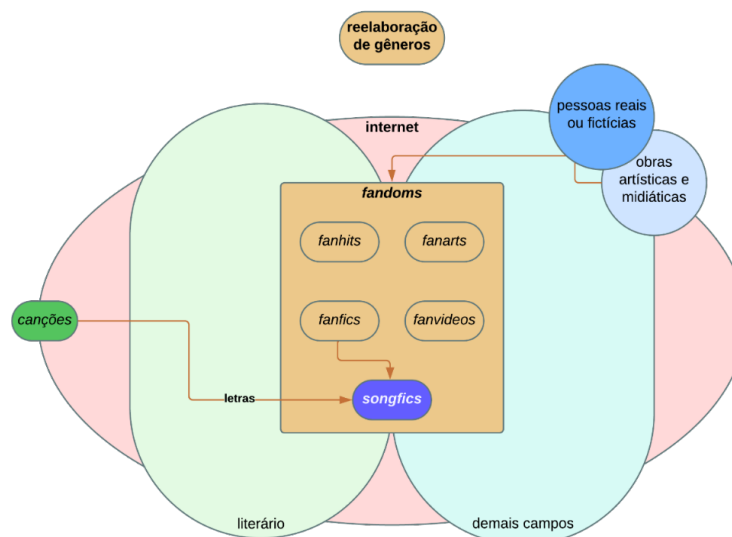 reelaboração
de gêneros
pessoas reais
ou fictícias
internet
obras
artísticas e
midiáticas
fandoms
fanhits
fanarts
canções
fanfics
fanvideos
letras
songfics
literário
demais campos